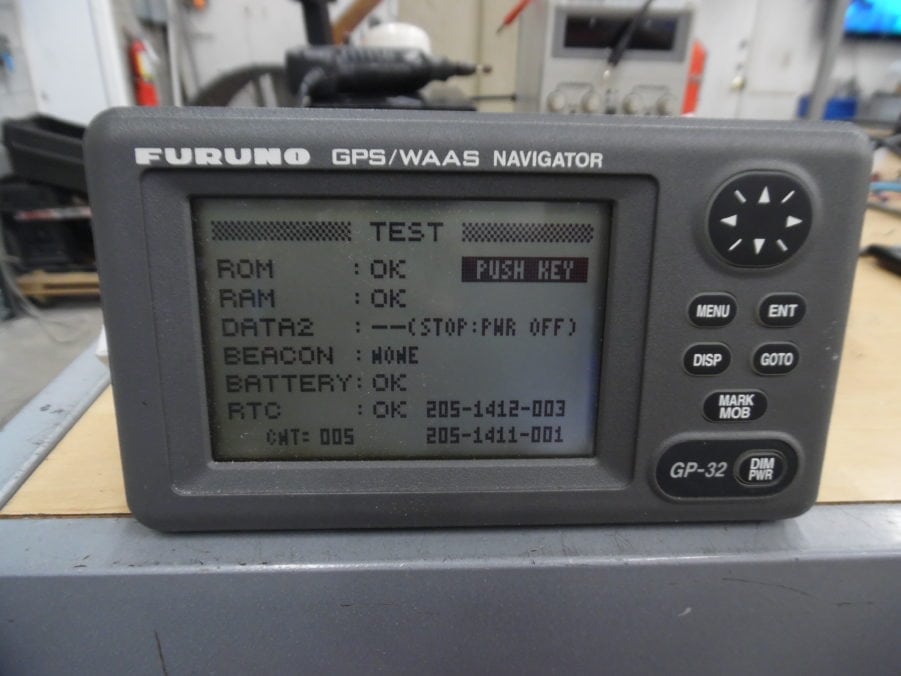 FURUNO GPS/WAAS NAVIGATOR
TEST
ROM : OK PUSH KEY
RAM : OK
DATA2 : --(STOP:PWR OFF)
BEACON : NONE
BATTERY: OK
RTC : OK 205-1412-003
CNT= 005 205-1411-001
MENU ENT
DISP GOTO
MARK
MOB
GP-32 DIM
PWR